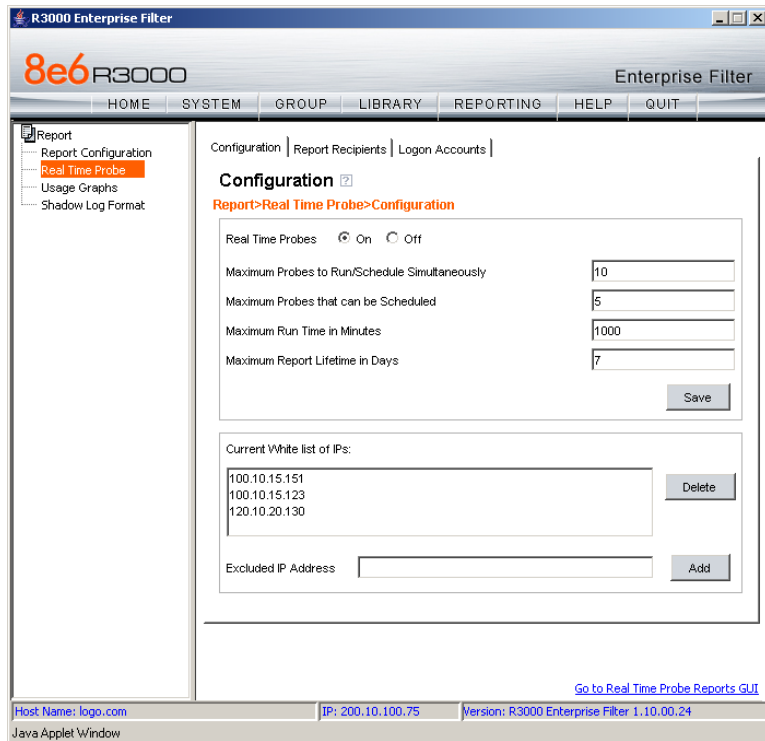 R3000 Enterprise Filter
8e6 R3000
Enterprise Filter
HOME SYSTEM GROUP LIBRARY REPORTING HELP QUIT
Report
Report Configuration
Real Time Probe
Usage Graphs
Shadow Log Format
Configuration Report Recipients Logon Accounts
Configuration ?
Report>Real Time Probe>Configuration
Real Time Probes On Off
Maximum Probes to Run/Schedule Simultaneously 10
Maximum Probes that can be Scheduled 5
Maximum Run Time in Minutes 1000
Maximum Report Lifetime in Days 7
Save
Current White list of IPs:
100.10.15.151
100.10.15.123
120.10.20.130
Delete
Excluded IP Address Add
Go to Real Time Probe Reports GUI
Host Name: logo.com IP: 200.10.100.75 Version: R3000 Enterprise Filter 1.10.00.24
Java Applet Window